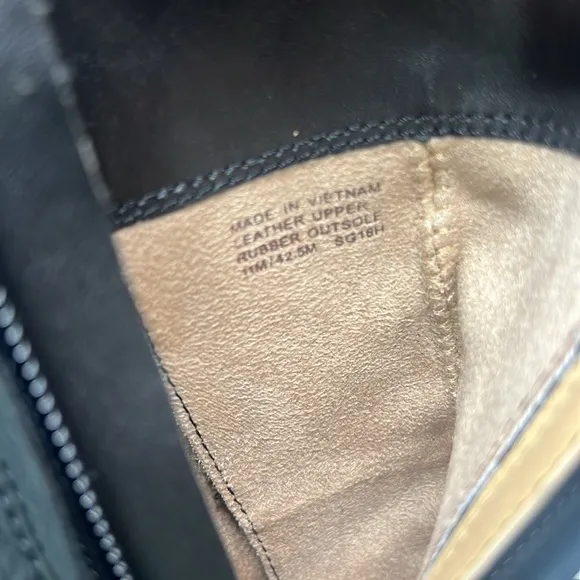 MADE IN VIETNAM
LEATHER UPPER
RUBBER OUTSOLE
11M/42.5M SG18H